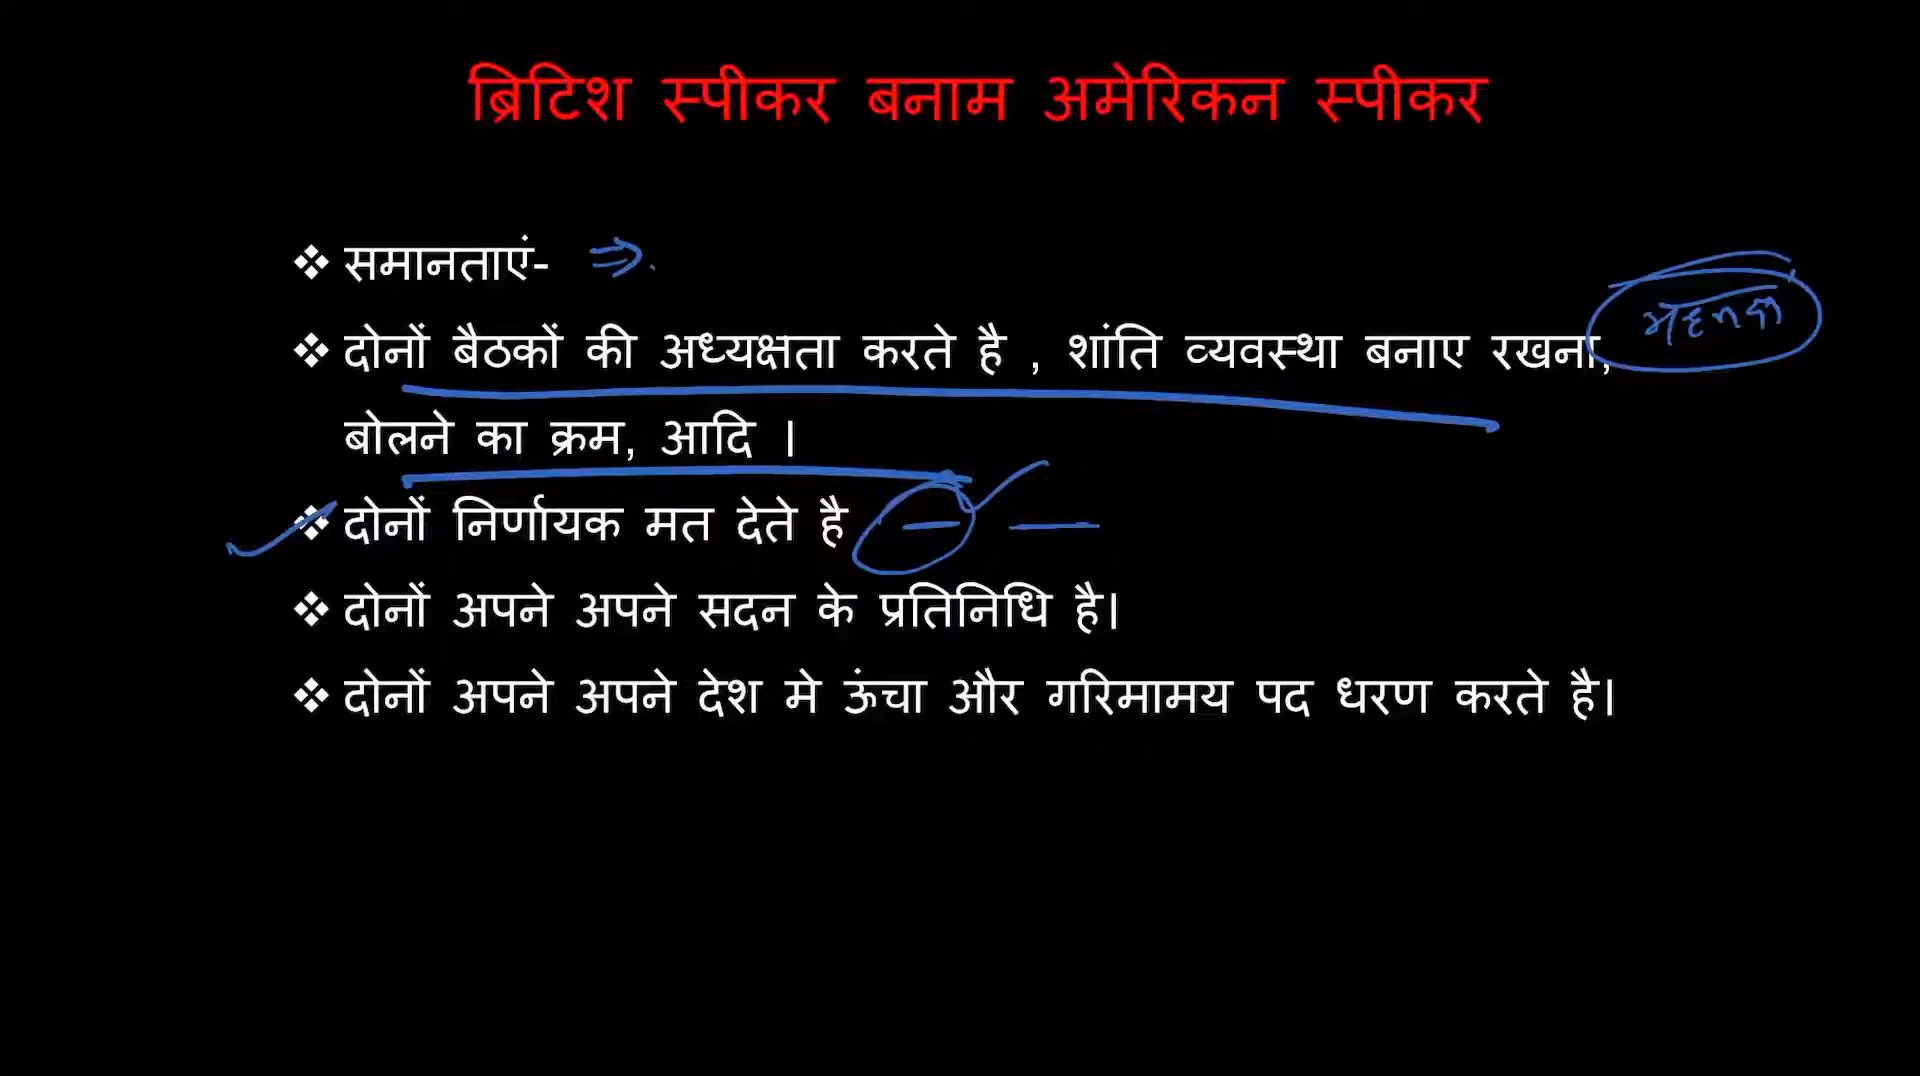 ब्रिटिश स्पीकर बनाम अमेरिकन स्पीकर
❖ समानताएं-
❖ दोनों बैठकों की अध्यक्षता करते है , शांति व्यवस्था बनाए रखना,
बोलने का क्रम, आदि ।
❖ दोनों निर्णायक मत देते है
❖ दोनों अपने अपने सदन के प्रतिनिधि है।
❖ दोनों अपने अपने देश मे ऊंचा और गरिमामय पद धरण करते है।